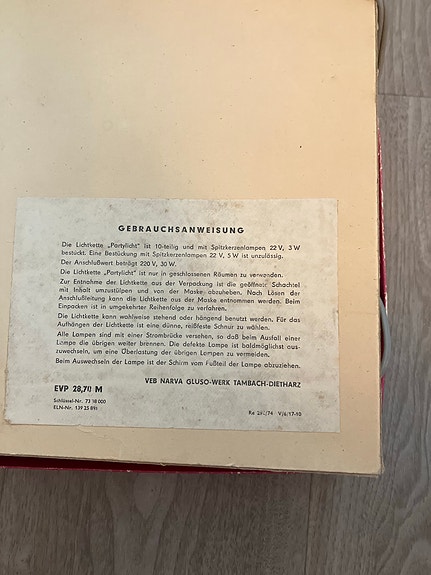 GEBRAUCHSANWEISUNG
Die Lichtkette „Partylicht" ist 10-teilig und mit Spitzkerzenlampen 22 V, 3 W
bestückt. Eine Bestückung mit Spitzkerzenlampen 22 V, 5 W ist unzulässig.
Der Anschlußwert beträgt 220 V, 30 W.
Die Lichtkette „Partylicht" ist nur in geschlossenen Räumen zu verwenden.
Zur Entnahme der Lichtkette aus der Verpackung ist die geöffnete Schachtel
mit Inhalt umzustülpen und von der Maske abzuheben. Nach Lösen der
Anschlußleitung kann die Lichtkette aus der Maske entnommen werden. Beim
Einpacken ist in umgekehrter Reihenfolge zu verfahren.
Die Lichtkette kann wahlweise stehend oder hängend benutzt werden. Für das
Aufhängen der Lichtkette ist eine dünne, reißfeste Schnur zu wählen.
Alle Lampen sind mit einer Strombrücke versehen, so daß beim Ausfall einer
Lampe die übrigen weiter brennen. Die defekte Lampe ist baldmöglichst aus-
zuwechseln, um eine Überlastung der übrigen Lampen zu vermeiden.
Beim Auswechseln der Lampe ist der Schirm vom Fußteil der Lampe abzuziehen.
VEB NARVA GLUSO-WERK TAMBACH-DIETHARZ
EVP 28,70 M
Schlüssel-Nr. 73 18 000
ELN-Nr. 139 25 891
Re /74 V/6/17-10